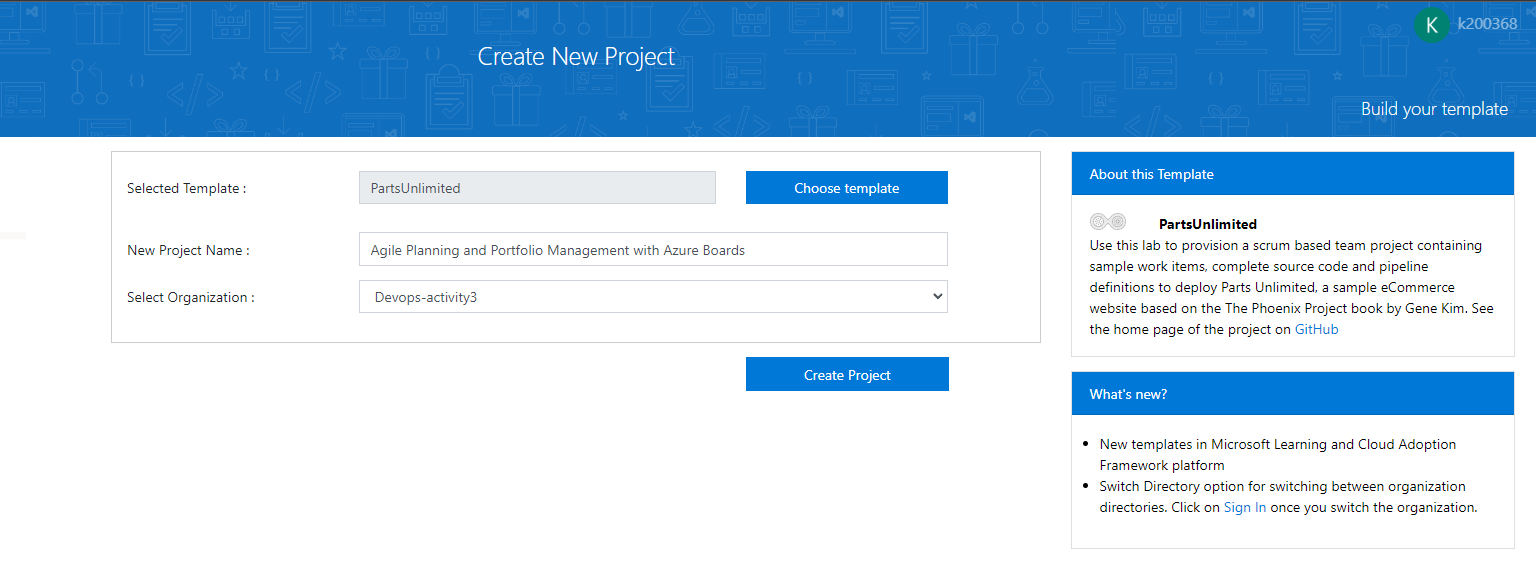 K k200368
Create New Project
Build your template
Selected Template :
PartsUnlimited
Choose template
New Project Name :
Agile Planning and Portfolio Management with Azure Boards
Select Organization :
Devops-activity3
Create Project
About this Template
PartsUnlimited
Use this lab to provision a scrum based team project containing
sample work items, complete source code and pipeline
definitions to deploy Parts Unlimited, a sample eCommerce
website based on the The Phoenix Project book by Gene Kim. See
the home page of the project on GitHub
What's new?
New templates in Microsoft Learning and Cloud Adoption
Framework platform
Switch Directory option for switching between organization
directories. Click on Sign In once you switch the organization.